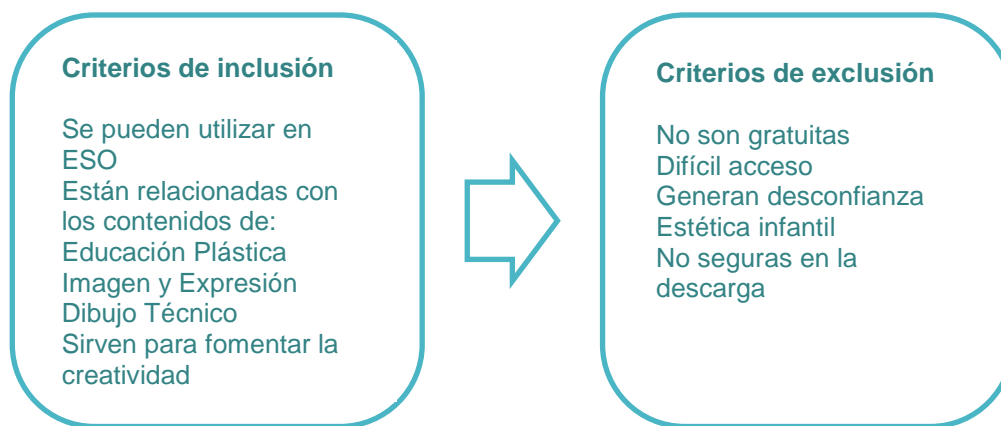 Criterios de inclusión
Se pueden utilizar en
ESO
Están relacionadas con
los contenidos de:
Educación Plástica
Imagen y Expresión
Dibujo Técnico
Sirven para fomentar la
creatividad
Criterios de exclusión
No son gratuitas
Difícil acceso
Generan desconfianza
Estética infantil
No seguras en la
descarga